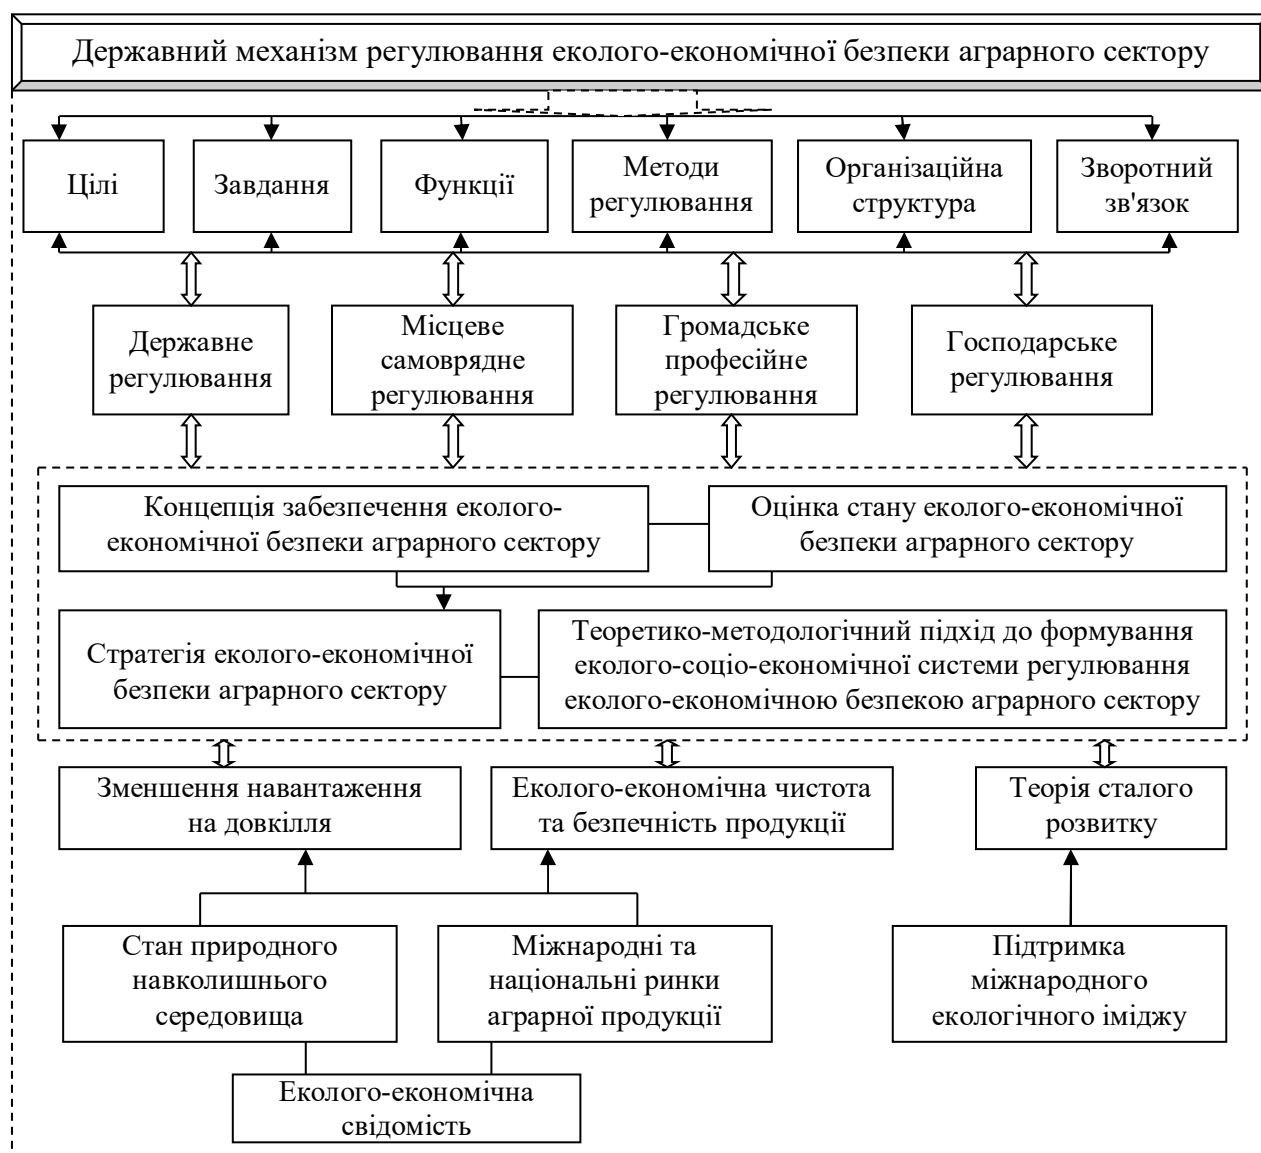 Державний механізм регулювання еколого-економічної безпеки аграрного сектору
Цілі
Завдання
Функції
Методи
регулювання
Організаційна
структура
Зворотний
зв'язок
Державне
регулювання
Місцеве
самоврядне
регулювання
Громадське
професійне
регулювання
Господарське
регулювання
Концепція забезпечення еколого-
економічної безпеки аграрного сектору
Оцінка стану еколого-економічної
безпеки аграрного сектору
Стратегія еколого-економічної
безпеки аграрного сектору
Теоретико-методологічний підхід до формування
еколого-соціо-економічної системи регулювання
еколого-економічною безпекою аграрного сектору
Зменшення навантаження
на довкілля
Еколого-економічна чистота
та безпечність продукції
Теорія сталого
розвитку
Стан природного
навколишнього
середовища
Міжнародні та
національні ринки
аграрної продукції
Підтримка
міжнародного
екологічного іміджу
Еколого-економічна
свідомість